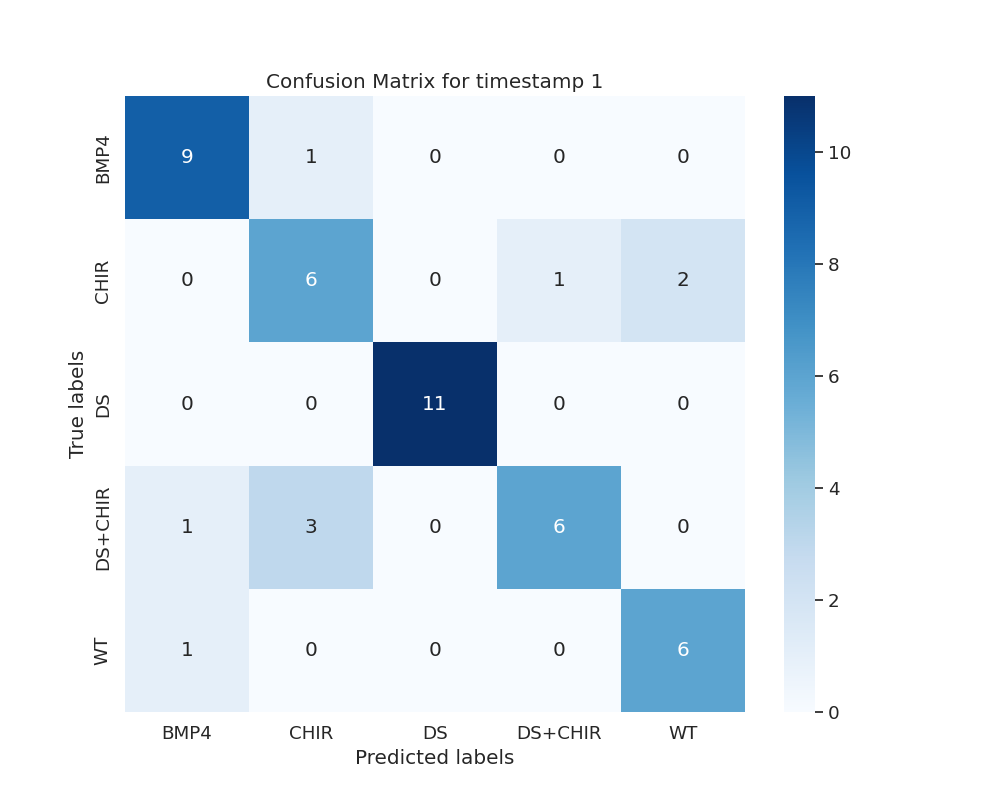 Confusion Matrix for timestamp 1
BMP4 9 1 0 0 0
CHIR 0 6 0 1 2
DS 0 0 11 0 0
DS+CHIR 1 3 0 6 0
WT 1 0 0 0 6
BMP4 CHIR DS DS+CHIR WT
Predicted labels
True labels
10
8
6
4
2
0